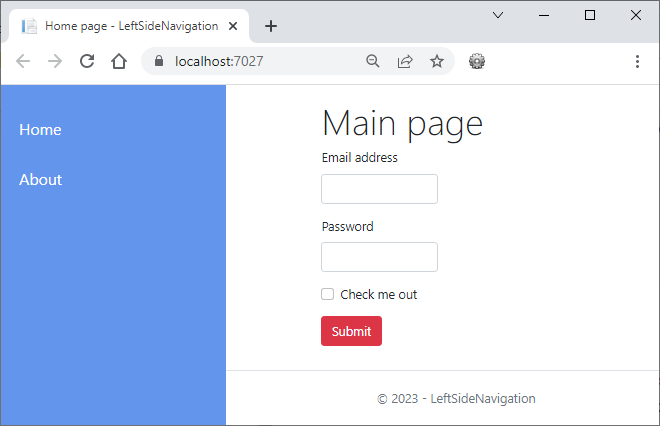 Home page - LeftSideNavigation
localhost:7027
Home
About
Main page
Email address
Password
Check me out
Submit
© 2023 - LeftSideNavigation